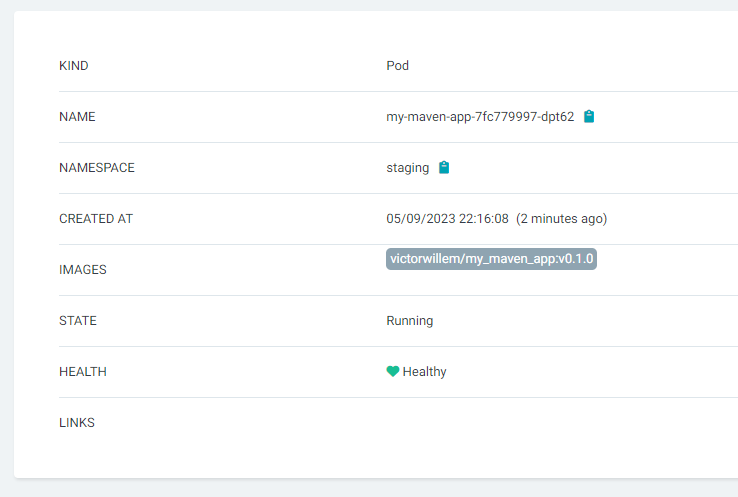 KIND Pod
NAME my-maven-app-7fc779997-dpt62
NAMESPACE staging
CREATED AT 05/09/2023 22:16:08 (2 minutes ago)
IMAGES victorwillem/my_maven_app:v0.1.0
STATE Running
HEALTH Healthy
LINKS